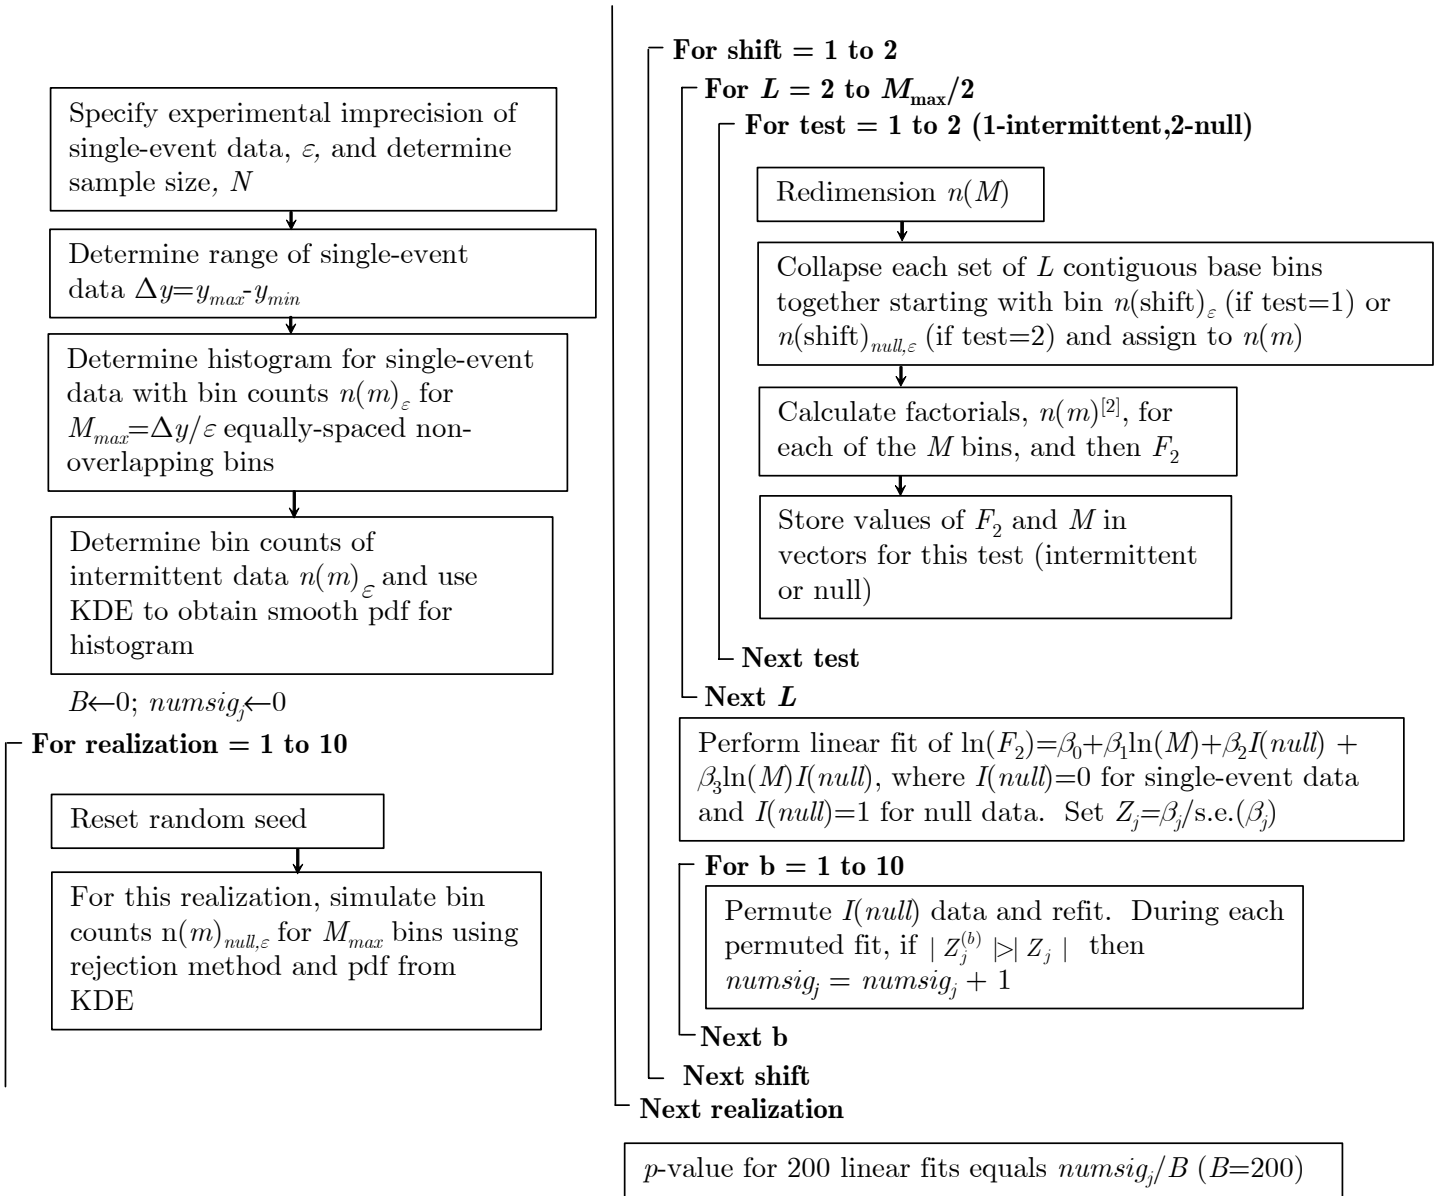 Specify experimental imprecision of
single-event data, ε, and determine
sample size, N
Determine range of single-event
data Δy=y_max-y_min
Determine histogram for single-event
data with bin counts n(m)_ε for
M_max=Δy/ε equally-spaced non-
overlapping bins
Determine bin counts of
intermittent data n(m)_ε and use
KDE to obtain smooth pdf for
histogram
B←0; numsig_j←0
For realization = 1 to 10
Reset random seed
For this realization, simulate bin
counts n(m)_null,ε for M_max bins using
rejection method and pdf from
KDE
For shift = 1 to 2
For L = 2 to M_max/2
For test = 1 to 2 (1-intermittent,2-null)
Redimension n(M)
Collapse each set of L contiguous base bins
together starting with bin n(shift)_ε (if test=1) or
n(shift)_null,ε (if test=2) and assign to n(m)
Calculate factorials, n(m)^[2], for
each of the M bins, and then F_2
Store values of F_2 and M in
vectors for this test (intermittent
or null)
Next test
Next L
Perform linear fit of ln(F_2)=β_0+β_1ln(M)+β_2I(null) +
β_3ln(M)I(null), where I(null)=0 for single-event data
and I(null)=1 for null data. Set Z_j=β_j/s.e.(β_j)
For b = 1 to 10
Permute I(null) data and refit. During each
permuted fit, if | Z_j^(b) |>| Z_j | then
numsig_j = numsig_j + 1
Next b
Next shift
Next realization
p-value for 200 linear fits equals numsig_j/B (B=200)